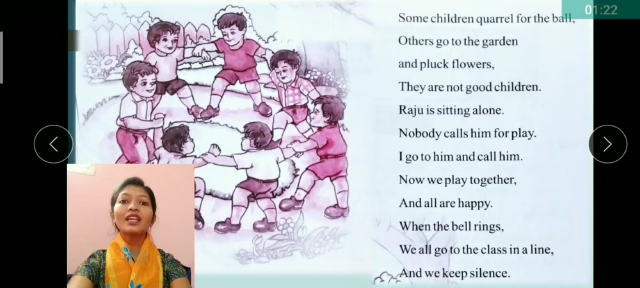 01:22
Some children quarrel for the ball,
Others go to the garden
and pluck flowers,
They are not good children.
Raju is sitting alone.
Nobody calls him for play.
I go to him and call him.
Now we play together,
And all are happy.
When the bell rings,
We all go to the class in a line,
And we keep silence.